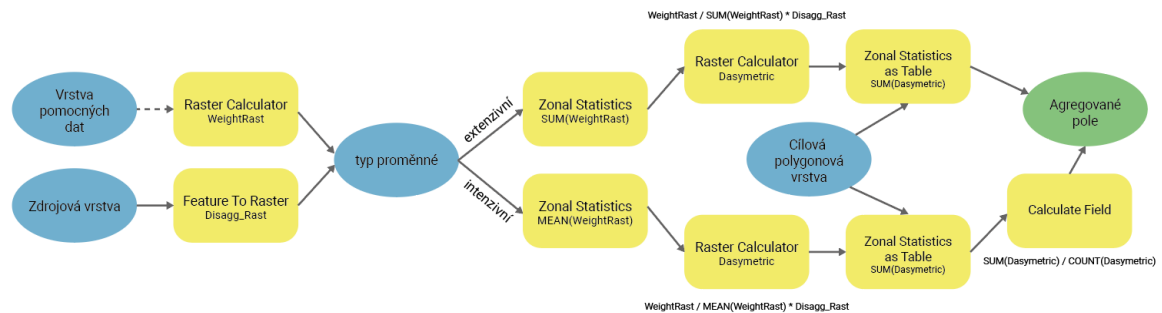 WeightRast / SUM(WeightRast) * Disagg_Rast
Vrstva
pomocných
dat
Raster Calculator
WeightRast
Zdrojová vrstva
Feature To Raster
Disagg_Rast
typ proměnné
extenzivní
intenzivní
Zonal Statistics
SUM(WeightRast)
Zonal Statistics
MEAN(WeightRast)
Raster Calculator
Dasymetric
Raster Calculator
Dasymetric
Zonal Statistics
as Table
SUM(Dasymetric)
Cílová
polygonová
vrstva
Zonal Statistics
as Table
SUM(Dasymetric)
Agregované
pole
Calculate Field
SUM(Dasymetric) / COUNT(Dasymetric)
WeightRast / MEAN(WeightRast) * Disagg_Rast